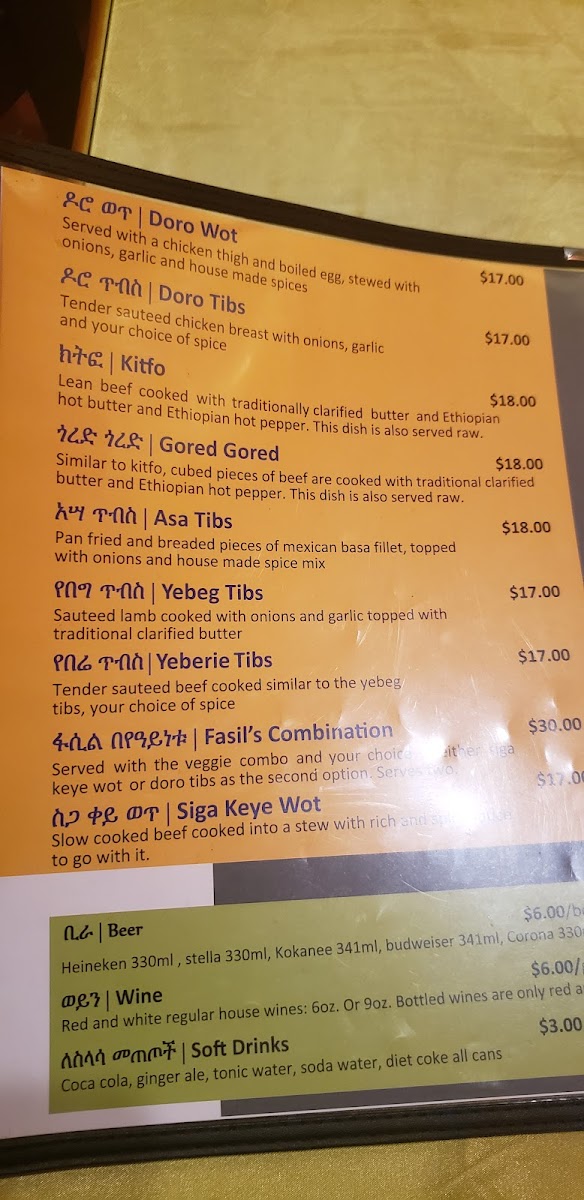 ዶሮ ወጥ | Doro Wot
Served with a chicken thigh and boiled egg, stewed with $17.00
onions, garlic and house made spices
ዶሮ ጥብስ | Doro Tibs
Tender sauteed chicken breast with onions, garlic $17.00
and your choice of spice
ክትፎ | Kitfo
Lean beef cooked with traditionally clarified butter and Ethiopian $18.00
hot butter and Ethiopian hot pepper. This dish is also served raw.
ጎረድ ጎረድ | Gored Gored $18.00
Similar to kitfo, cubed pieces of beef are cooked with traditional clarified
butter and Ethiopian hot pepper. This dish is also served raw.
አሣ ጥብስ | Asa Tibs $18.00
Pan fried and breaded pieces of mexican basa fillet, topped
with onions and house made spice mix
የበግ ጥብስ | Yebeg Tibs $17.00
Sauteed lamb cooked with onions and garlic topped with
traditional clarified butter
የበሬ ጥብስ | Yeberie Tibs $17.00
Tender sauteed beef cooked similar to the yebeg
tibs, your choice of spice
ፋሲል በየዓይነቱ | Fasil's Combination $30.00
Served with the veggie combo and your choice either siga
keye wot or doro tibs as the second option. Serves two.
ስጋ ቀይ ወጥ | Siga Keye Wot $17.00
Slow cooked beef cooked into a stew with rich and
to go with it.
ቢራ | Beer $6.00/
Heineken 330ml , stella 330ml, Kokanee 341ml, budweiser 341ml, Corona 330
ወይን | Wine $6.00/
Red and white regular house wines: 6oz. Or 9oz. Bottled wines are only red
ለስላሳ መጠጦች | Soft Drinks $3.00
Coca cola, ginger ale, tonic water, soda water, diet coke all cans